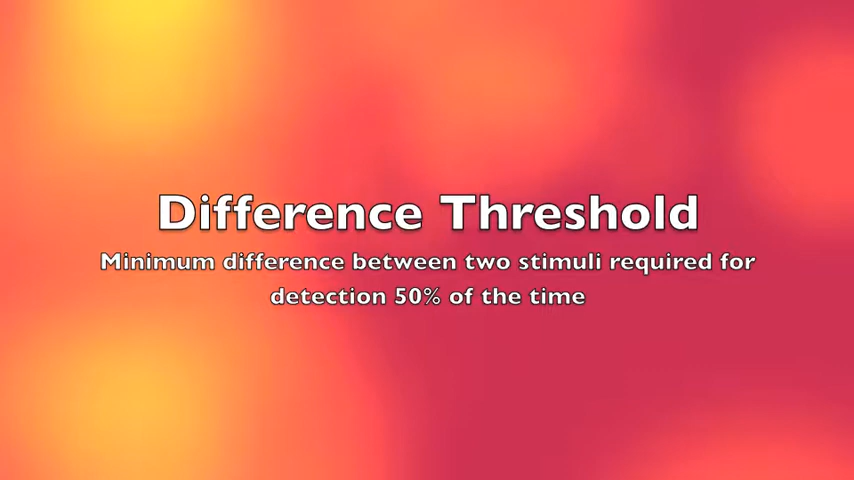 Difference Threshold
Minimum difference between two stimuli required for
detection 50% of the time